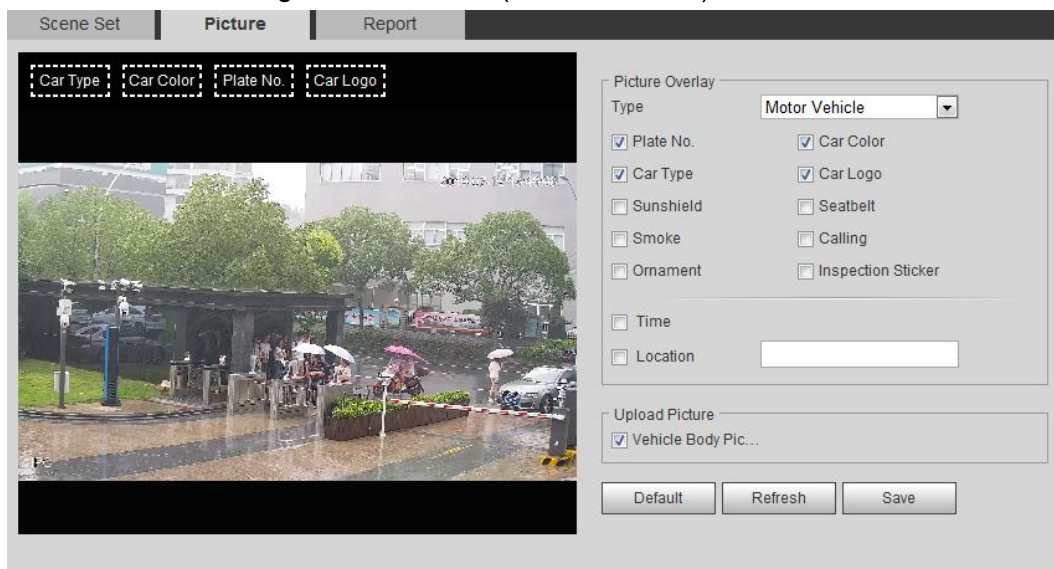 Scene Set Picture Report
Car Type Car Color Plate No. Car Logo
Picture Overlay
Type Motor Vehicle
Plate No. Car Color
Car Type Car Logo
Sunshield Seatbelt
Smoke Calling
Ornament Inspection Sticker
Time
Location
Upload Picture
Vehicle Body Pic...
Default Refresh Save